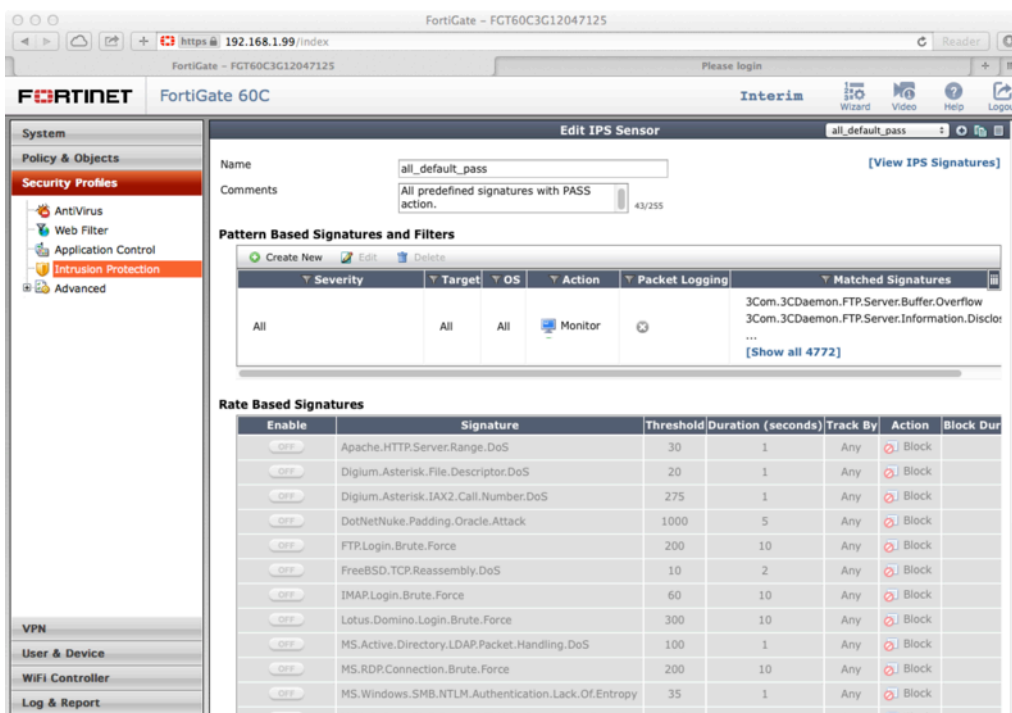 FortiGate – FGT60C3G12047125
https 192.168.1.99/index
Reader
FortiGate – FGT60C3G12047125
Please login
FORTINET
FortiGate 60C
Interim
Wizard
Video
Help
Logou
System
Policy & Objects
Security Profiles
AntiVirus
Web Filter
Application Control
Intrusion Protection
Advanced
VPN
User & Device
WiFi Controller
Log & Report
Edit IPS Sensor
all_default_pass
Name
all_default_pass
[View IPS Signatures]
Comments
All predefined signatures with PASS
action.
43/255
Pattern Based Signatures and Filters
Create New Edit Delete
Severity Target OS Action Packet Logging Matched Signatures
All All All Monitor
3Com.3CDaemon.FTP.Server.Buffer.Overflow
3Com.3CDaemon.FTP.Server.Information.Disclos
...
[Show all 4772]
Rate Based Signatures
Enable Signature Threshold Duration (seconds) Track By Action Block Dur
OFF Apache.HTTP.Server.Range.DoS 30 1 Any Block
OFF Digium.Asterisk.File.Descriptor.DoS 20 1 Any Block
OFF Digium.Asterisk.IAX2.Call.Number.DoS 275 1 Any Block
OFF DotNetNuke.Padding.Oracle.Attack 1000 5 Any Block
OFF FTP.Login.Brute.Force 200 10 Any Block
OFF FreeBSD.TCP.Reassembly.DoS 10 2 Any Block
OFF IMAP.Login.Brute.Force 60 10 Any Block
OFF Lotus.Domino.Login.Brute.Force 300 10 Any Block
OFF MS.Active.Directory.LDAP.Packet.Handling.DoS 100 1 Any Block
OFF MS.RDP.Connection.Brute.Force 200 10 Any Block
OFF MS.Windows.SMB.NTLM.Authentication.Lack.Of.Entropy 35 1 Any Block